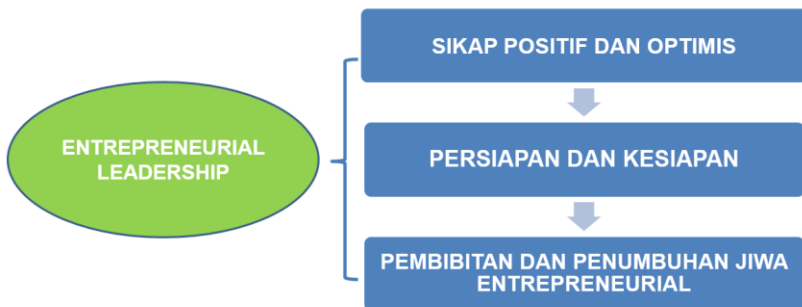 ENTREPRENEURIAL
LEADERSHIP
SIKAP POSITIF DAN OPTIMIS
PERSIAPAN DAN KESIAPAN
PEMBIBITAN DAN PENUMBUHAN JIWA
ENTREPRENEURIAL